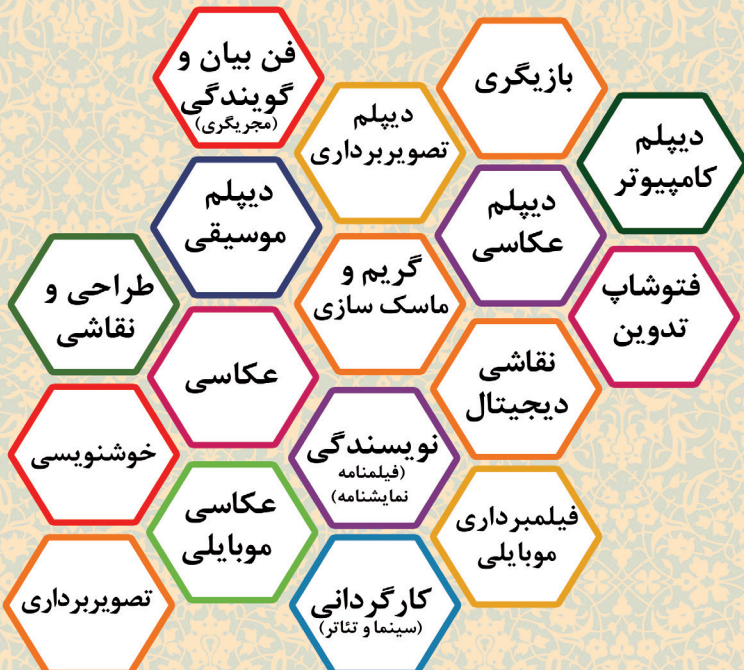 فن بیان و
گویندگی
(مجریگری)
بازیگری
دیپلم
تصویربرداری
دیپلم
کامپیوتر
دیپلم
موسیقی
دیپلم
عکاسی
طراحی و
نقاشی
گریم و
ماسک سازی
فتوشاپ
تدوین
عکاسی
نقاشی
دیجیتال
خوشنویسی
نویسندگی
(فیلمنامه
نمایشنامه)
عکاسی
موبایلی
فیلمبرداری
موبایلی
تصویربرداری
کارگردانی
(سینما و تئاتر)